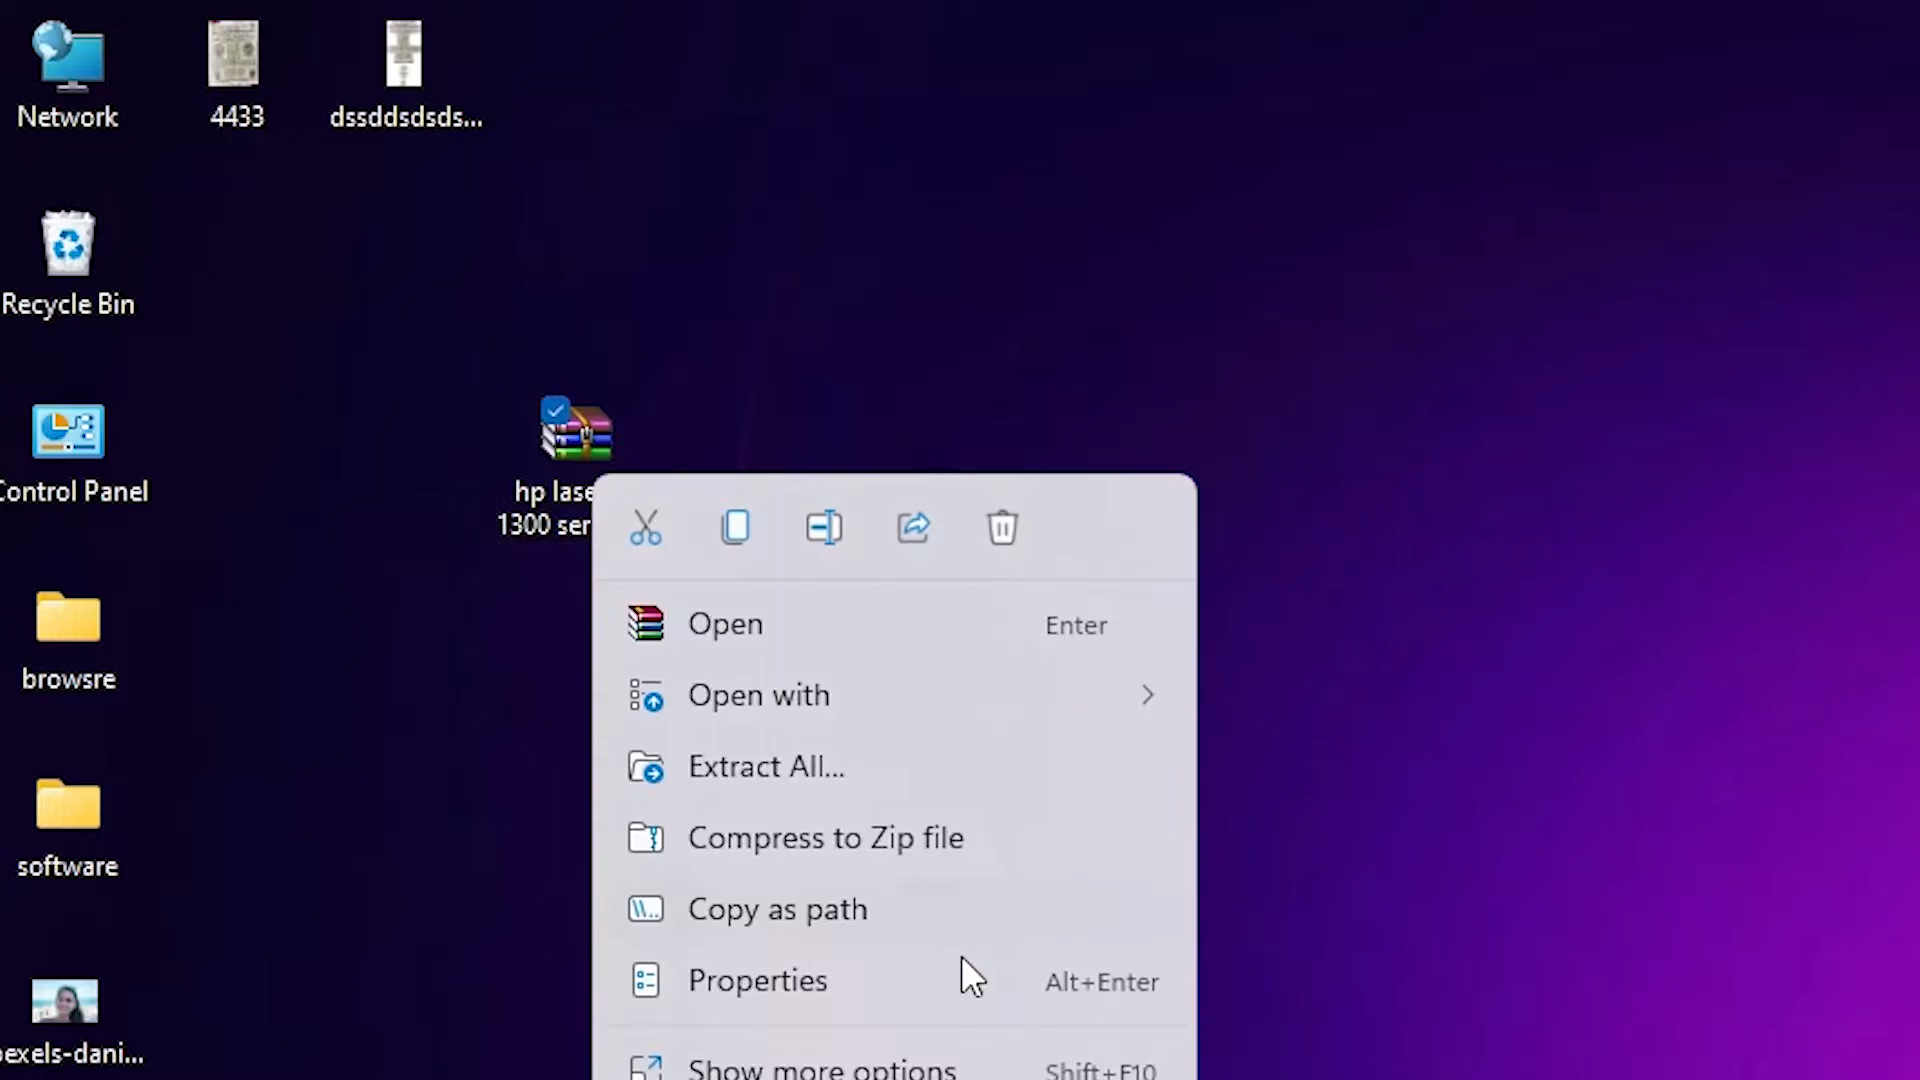 Network
4433
dssddsdsds...
Recycle Bin
Control Panel
hp lase
1300 ser
browsre
software
pexels-dani...
Open Enter
Open with
Extract All...
Compress to Zip file
Copy as path
Properties Alt+Enter
Show more options Shift+F10